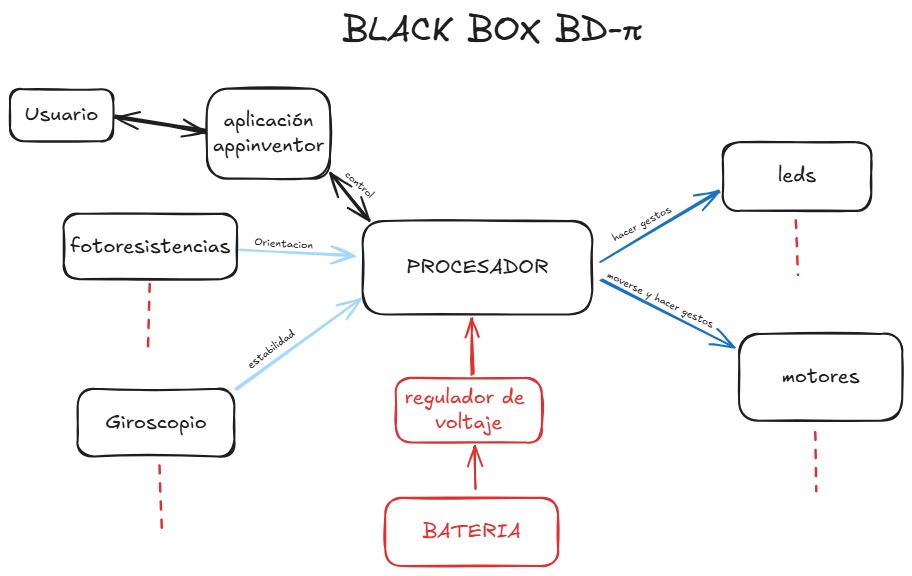 BLACK BOX BD-π
Usuario
aplicación
appinventor
control
leds
fotoresistencias
Orientacion
PROCESADOR
hacer gestos
moverse y hacer gestos
estabilidad
motores
Giroscopio
regulador de
voltaje
BATERIA